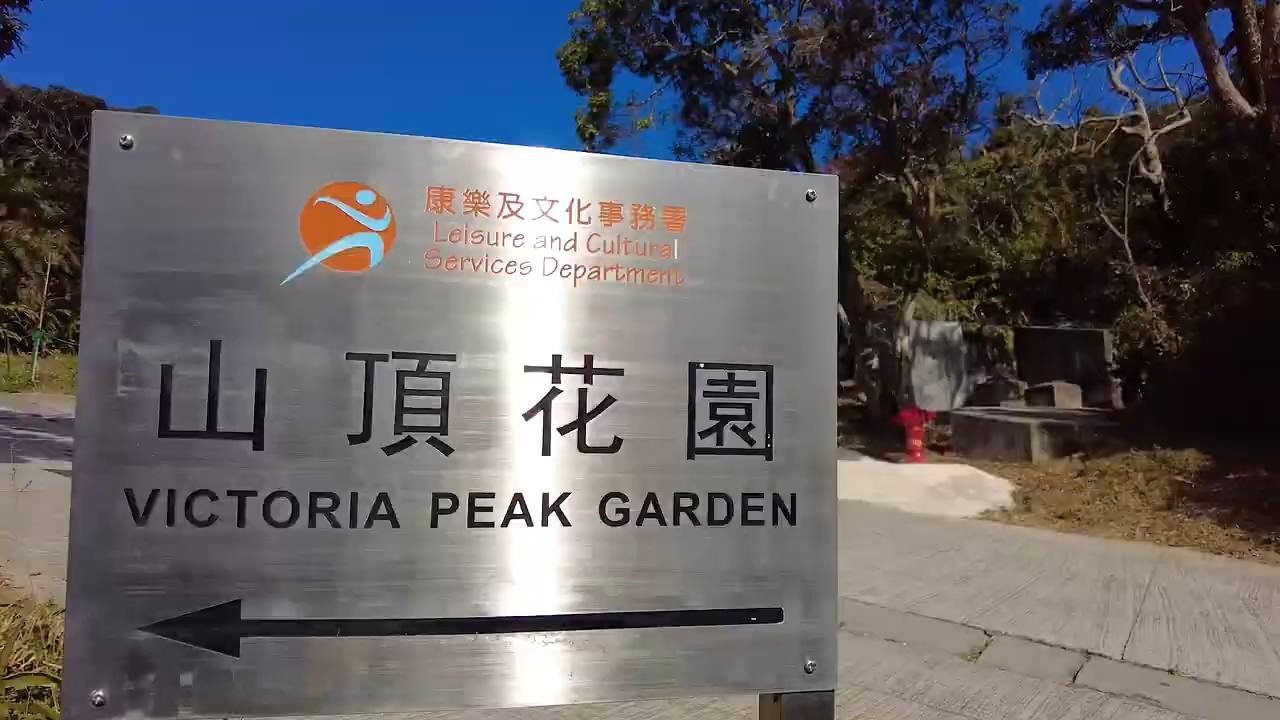 康樂及文化事務署
Leisure and Cultural
Services Department
山頂花園
VICTORIA PEAK GARDEN